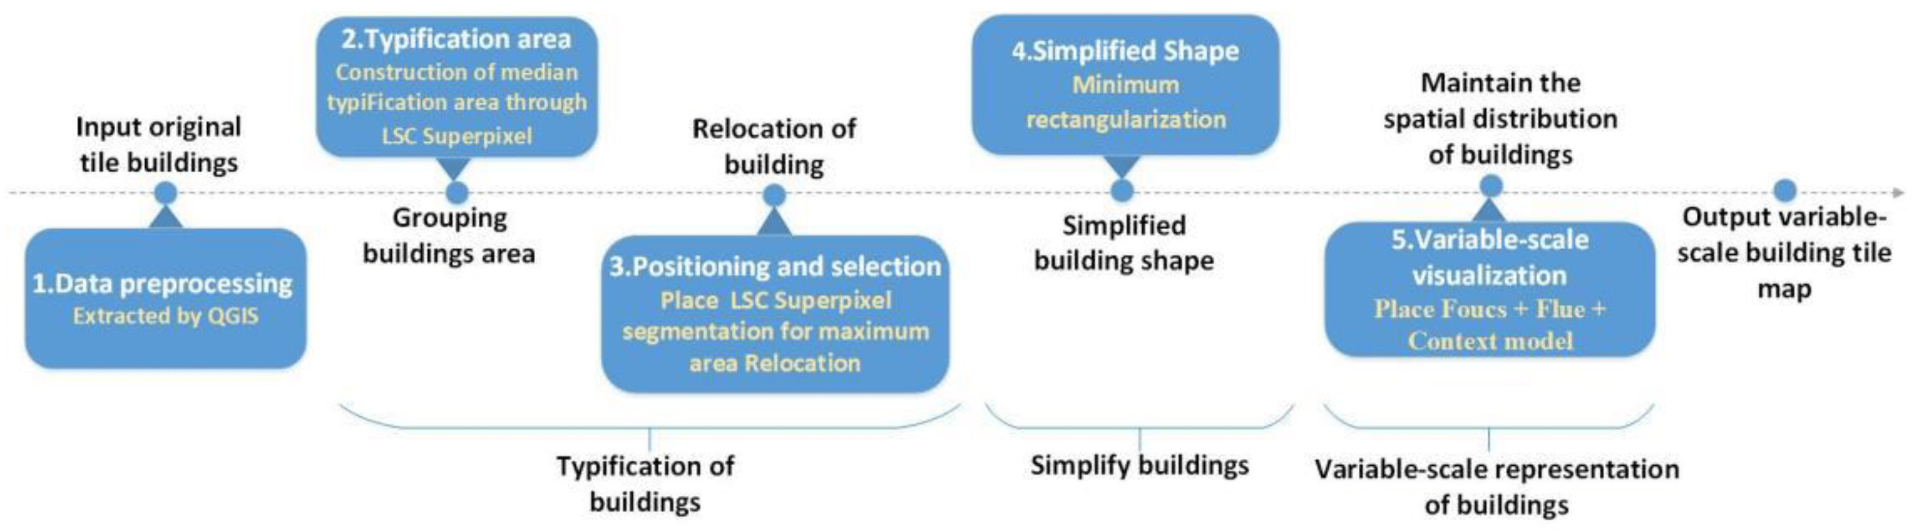 Input original
tile buildings
1.Data preprocessing
Extracted by QGIS
2.Typification area
Construction of median
typiFication area through
LSC Superpixel
Grouping
buildings area
Relocation of
building
3.Positioning and selection
Place LSC Superpixel
segmentation for maximum
area Relocation
4.Simplified Shape
Minimum
rectangularization
Simplified
building shape
Maintain the
spatial distribution
of buildings
5.Variable-scale
visualization
Place Foucs + Flue +
Context model
Output variable-
scale building tile
map
Typification of
buildings
Simplify buildings
Variable-scale representation
of buildings